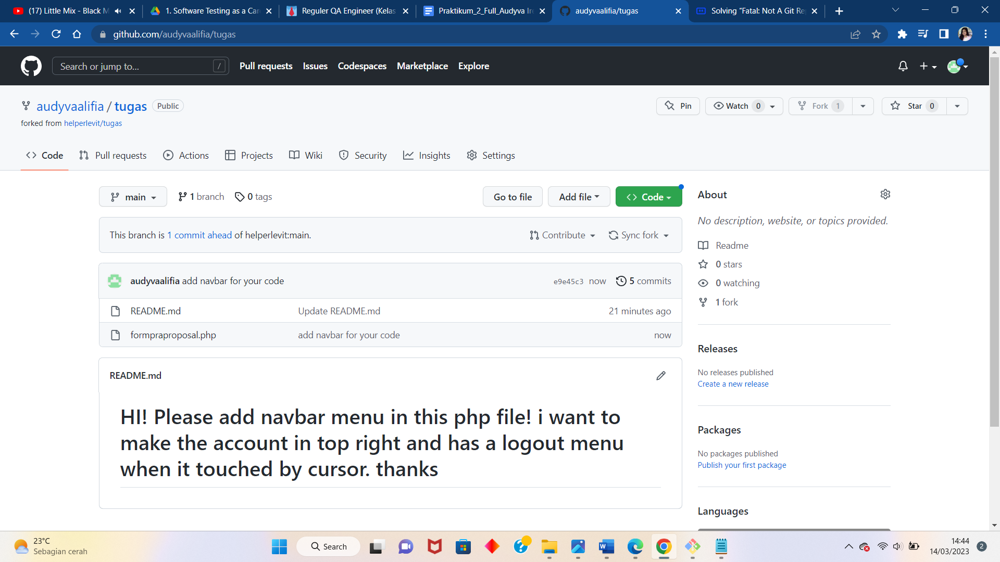 (17) Little Mix - Black M
1. Software Testing as a Car
Reguler QA Engineer (Kelas
Praktikum_2_Full_Audyva Ire
audyvaalifia/tugas
Solving "Fatal: Not A Git Rep
github.com/audyvaalifia/tugas
Search or jump to... /
Pull requests Issues Codespaces Marketplace Explore
audyvaalifia / tugas Public
Pin Watch 0 Fork 1 Star 0
forked from helperlevit/tugas
Code Pull requests Actions Projects Wiki Security Insights Settings
main 1 branch 0 tags Go to file Add file Code
This branch is 1 commit ahead of helperlevit:main. Contribute Sync fork
audyvaalifia add navbar for your code e9e45c3 now 5 commits
README.md Update README.md 21 minutes ago
formpraproposal.php add navbar for your code now
README.md
HI! Please add navbar menu in this php file! i want to
make the account in top right and has a logout menu
when it touched by cursor. thanks
About
No description, website, or topics provided.
Readme
0 stars
0 watching
1 fork
Releases
No releases published
Create a new release
Packages
No packages published
Publish your first package
Languages
23°C
Sebagian cerah
Search
14:44
14/03/2023
2